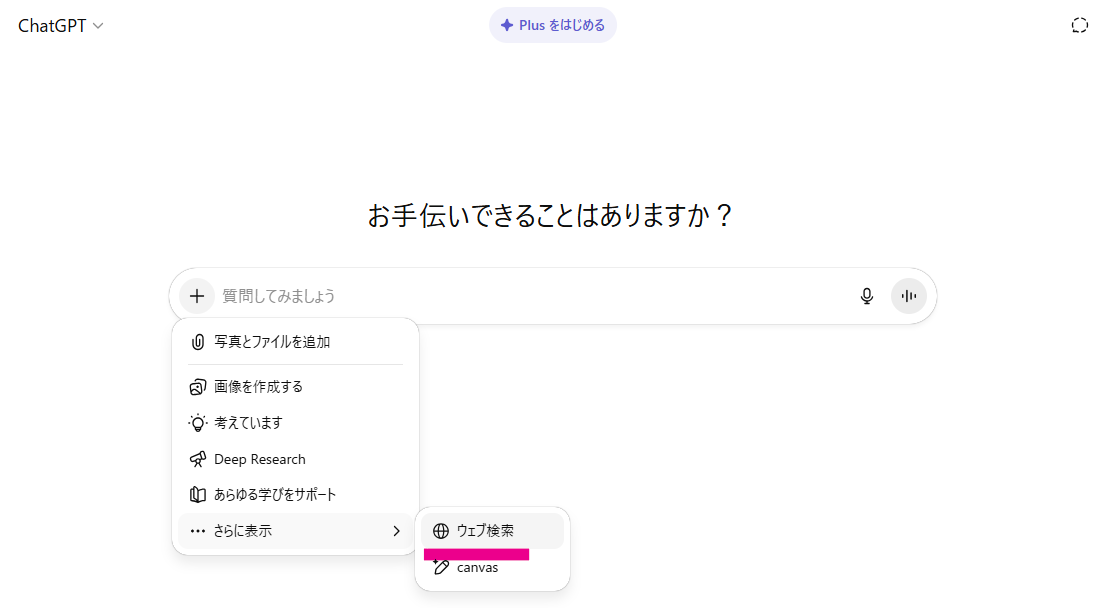 ChatGPT
Plus をはじめる
お手伝いできることはありますか？
質問してみましょう
写真とファイルを追加
画像を作成する
考えています
Deep Research
あらゆる学びをサポート
さらに表示
ウェブ検索
canvas